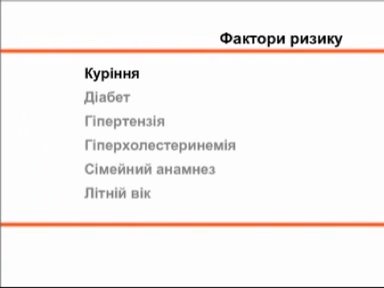 Фактори ризику
Куріння
Діабет
Гіпертензія
Гіперхолестеринемія
Сімейний анамнез
Літній вік